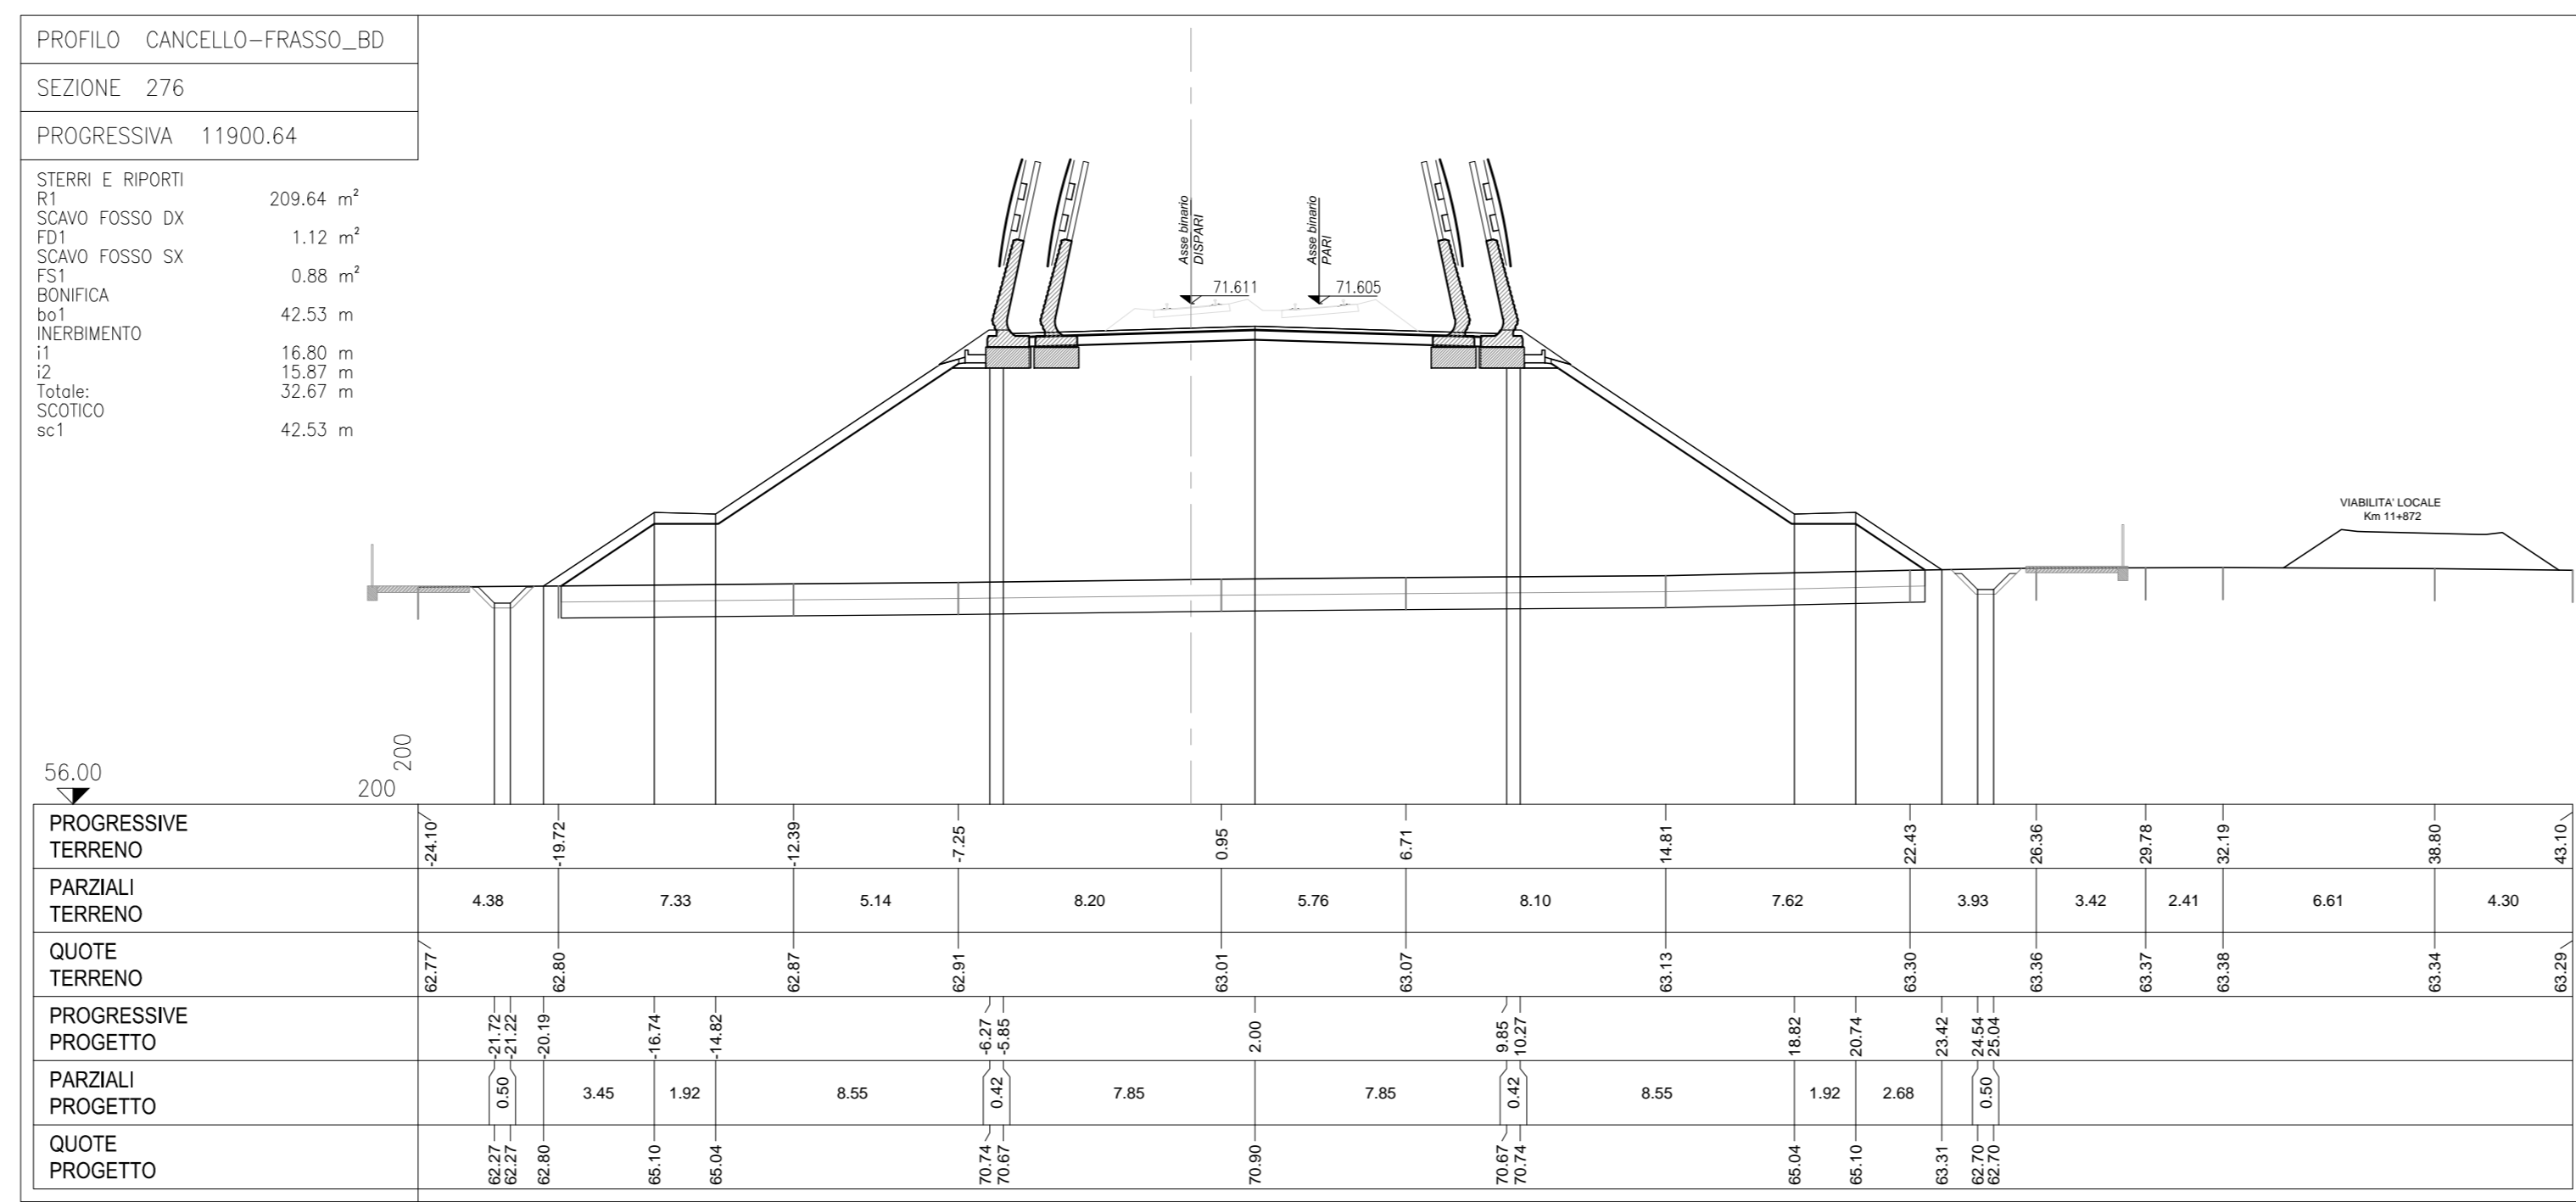 PROFILO CANCELLO-FRASSO_BD
SEZIONE 276
PROGRESSIVA 11900.64
STERRI E RIPORTI
R1 209.64 m²
SCAVO FOSSO DX
FD1 1.12 m²
SCAVO FOSSO SX
FS1 0.88 m²
BONIFICA
bo1 42.53 m
INERBIMENTO
i1 16.80 m
i2 15.87 m
Totale: 32.67 m
SCOTICO
sc1 42.53 m
Asse binario
DISPARI
71.611
Asse binario
PARI
71.605
VIABILITA' LOCALE
Km 11+872
56.00
200
200
PROGRESSIVE
TERRENO
-24.10 -19.72 -12.39 -7.25 0.95 6.71 14.81 22.43 26.36 29.78 32.19 38.80 43.10
PARZIALI
TERRENO
4.38 7.33 5.14 8.20 5.76 8.10 7.62 3.93 3.42 2.41 6.61 4.30
QUOTE
TERRENO
62.77 62.80 62.87 62.91 63.01 63.07 63.13 63.30 63.36 63.37 63.38 63.34 63.29
PROGRESSIVE
PROGETTO
-21.72 -21.22 -20.19 -16.74 -14.82 -6.27 -5.85 2.00 9.85 10.27 18.82 20.74 23.42 24.54 25.04
PARZIALI
PROGETTO
0.50 3.45 1.92 8.55 0.42 7.85 7.85 0.42 8.55 1.92 2.68 0.50
QUOTE
PROGETTO
62.27 62.27 62.80 65.10 65.04 70.74 70.67 70.90 70.67 70.74 65.04 65.10 63.31 62.70 62.70